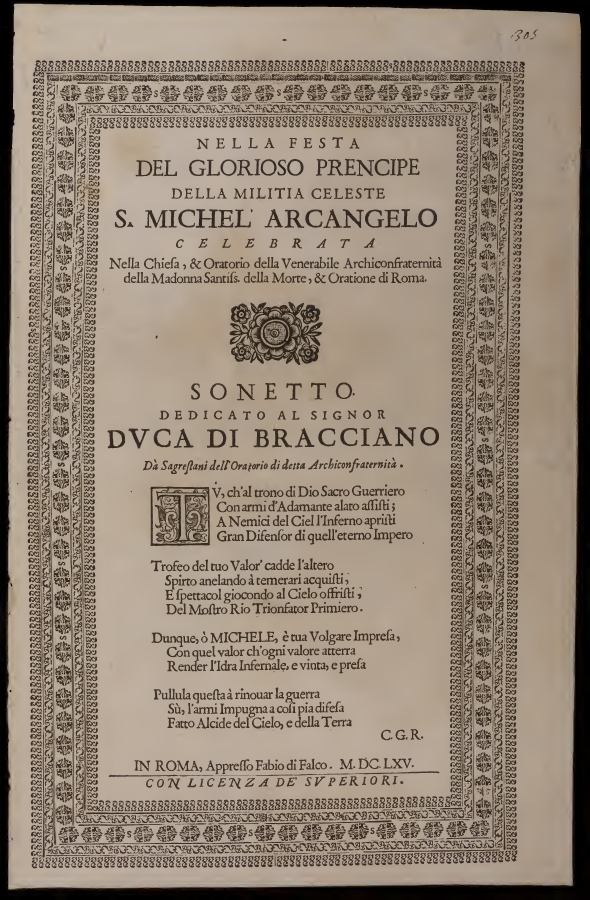 305
NELLA FESTA
DEL GLORIOSO PRENCIPE
DELLA MILITIA CELESTE
S. MICHEL' ARCANGELO
CELEBRATA
Nella Chieſa, & Oratorio della Venerabile Archiconfraternità
della Madonna Santiſs. della Morte, & Oratione di Roma.
SONETTO.
DEDICATO AL SIGNOR
DVCA DI BRACCIANO
Dà Sagreſtani dell'Oratorio di detta Archiconfraternità.
TV, ch'al trono di Dio Sacro Guerriero
Con armi d'Adamante alato aſſiſti;
A Nemici del Ciel l'Inferno apriſti
Gran Difenſor di quell'eterno Impero
Trofeo del tuo Valor' cadde l'altero
Spirto anelando à temerari acquiſti;
E ſpettacol giocondo al Cielo offriſti;
Del Moſtro Rio Trionfator Primiero.
Dunque, ò MICHELE, è tua Volgare Impreſa,
Con quel valor ch'ogni valore atterra
Render l'Idra Infernale, e vinta, e preſa
Pullula queſta à rinouar la guerra
Sù, l'armi Impugna a coſi pia difeſa
Fatto Alcide del Cielo, e della Terra
C. G. R.
IN ROMA, Appreſſo Fabio di Falco. M. DC. LXV.
CON LICENZA DE' SVPERIORI.